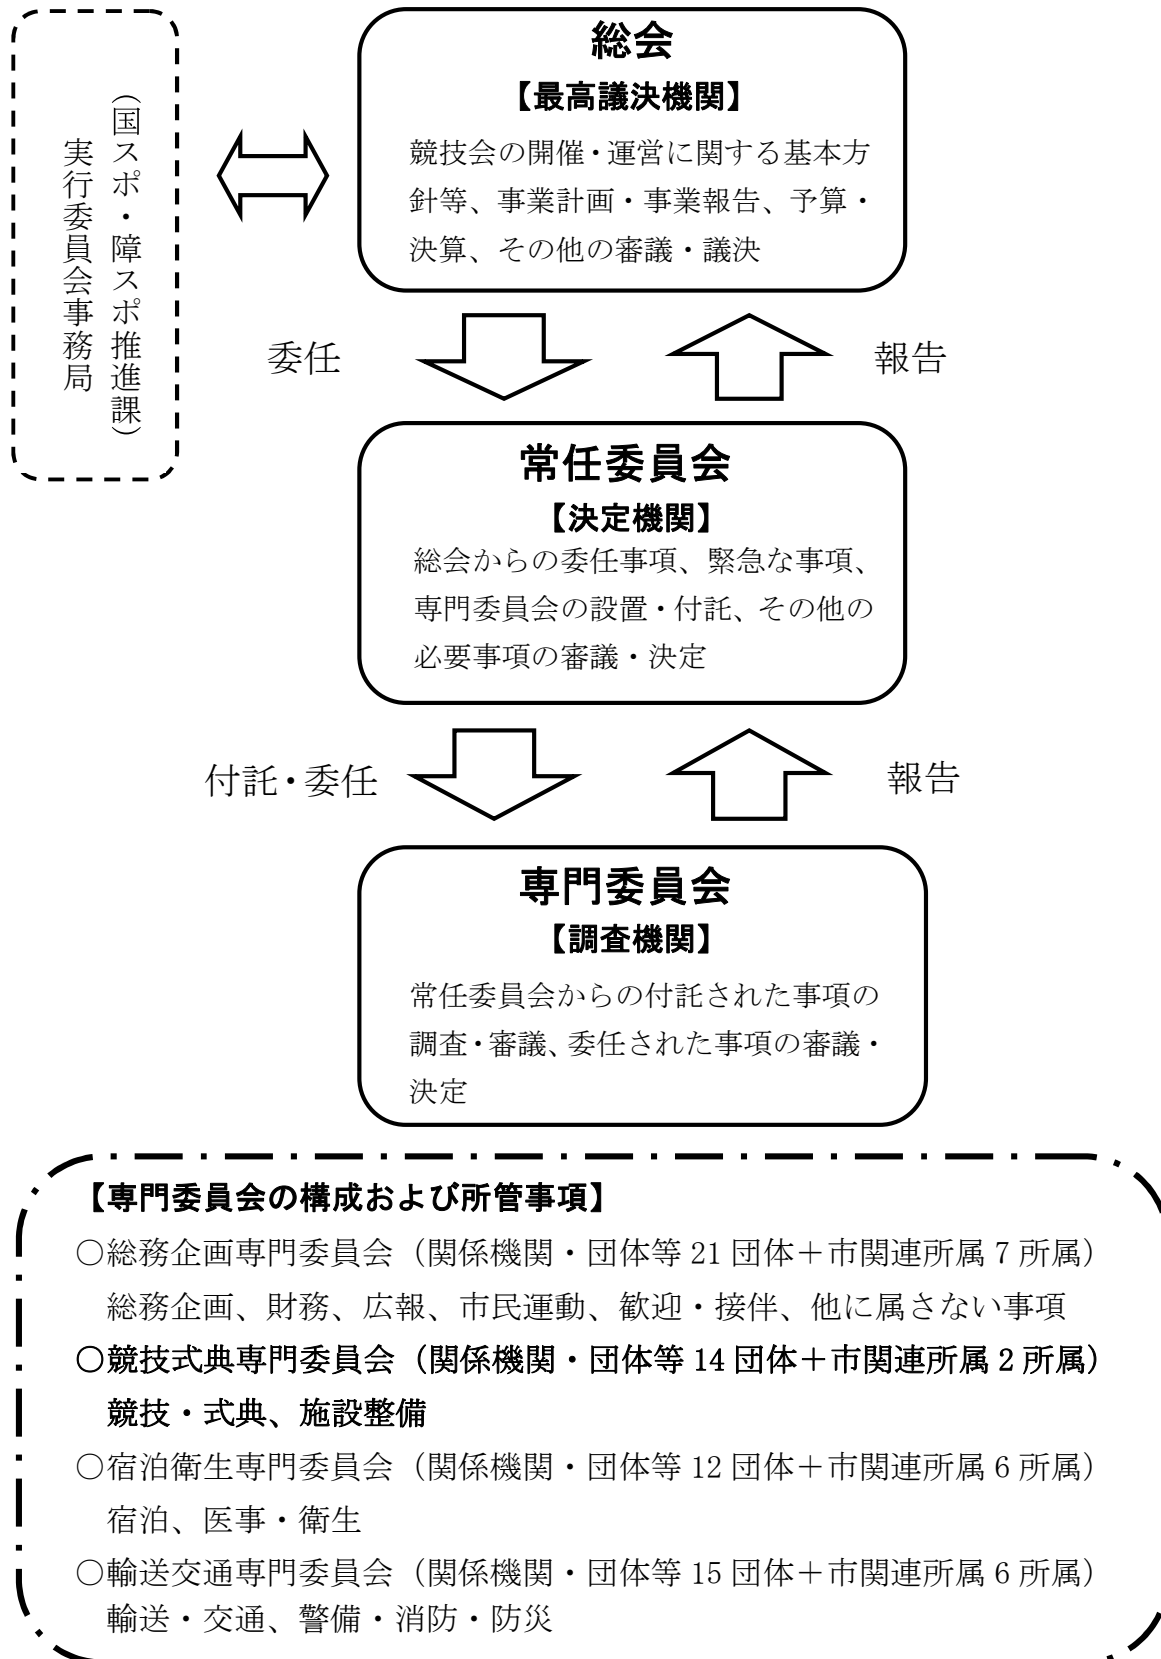 （国スポ・障スポ推進課）
実行委員会事務局
総会
【最高議決機関】
競技会の開催・運営に関する基本方
針等、事業計画・事業報告、予算・
決算、その他の審議・議決
委任
報告
常任委員会
【決定機関】
総会からの委任事項、緊急な事項、
専門委員会の設置・付託、その他の
必要事項の審議・決定
付託・委任
報告
専門委員会
【調査機関】
常任委員会からの付託された事項の
調査・審議、委任された事項の審議・
決定
【専門委員会の構成および所管事項】
○総務企画専門委員会（関係機関・団体等 21 団体＋市関連所属 7 所属）
総務企画、財務、広報、市民運動、歓迎・接伴、他に属さない事項
○競技式典専門委員会（関係機関・団体等 14 団体＋市関連所属 2 所属）
競技・式典、施設整備
○宿泊衛生専門委員会（関係機関・団体等 12 団体＋市関連所属 6 所属）
宿泊、医事・衛生
○輸送交通専門委員会（関係機関・団体等 15 団体＋市関連所属 6 所属）
輸送・交通、警備・消防・防災